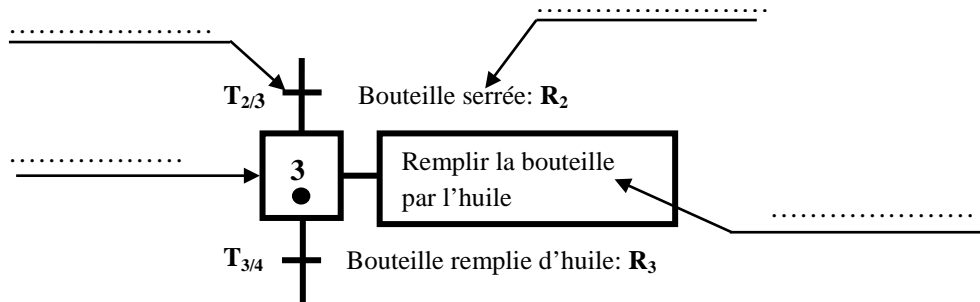 ........................
........................
T2/3 Bouteille serrée: R2
........................
3
Remplir la bouteille
par l’huile
........................
T3/4 Bouteille remplie d’huile: R3